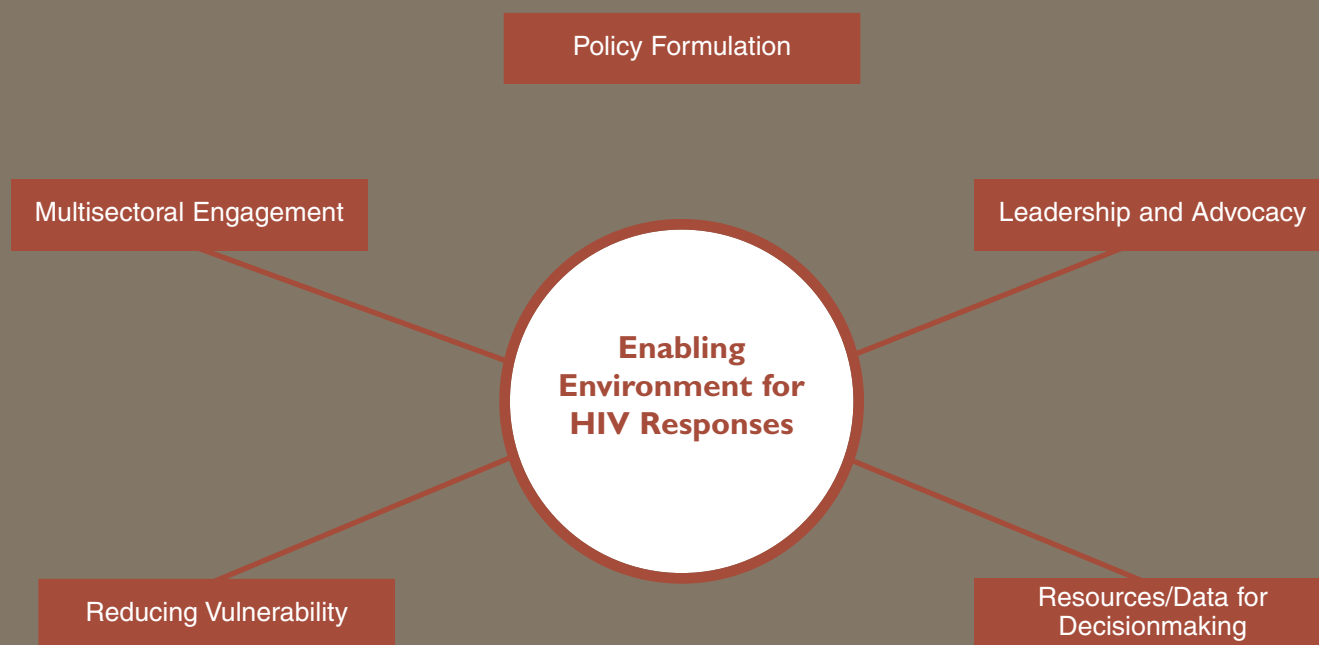 Policy Formulation
Multisectoral Engagement
Leadership and Advocacy
Enabling
Environment for
HIV Responses
Reducing Vulnerability
Resources/Data for
Decisionmaking